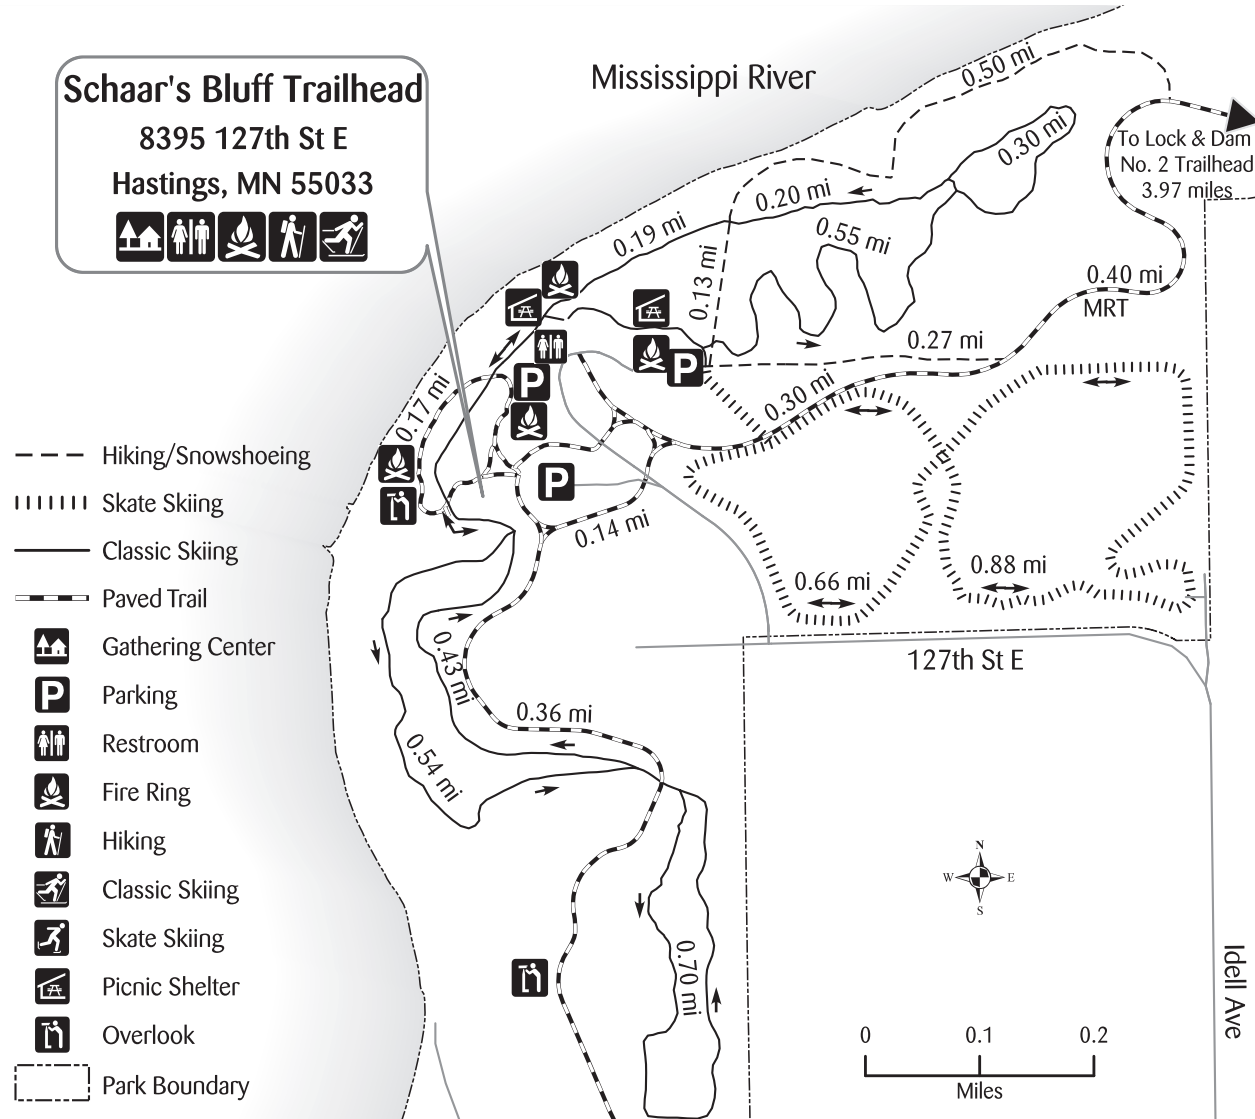 Schaar's Bluff Trailhead
8395 127th St E
Hastings, MN 55033
Mississippi River
0.50 mi
0.30 mi
To Lock & Dam
No. 2 Trailhead
3.97 miles
0.20 mi
0.19 mi
0.55 mi
0.13 mi
0.40 mi
MRT
0.27 mi
0.30 mi
0.17 mi
P
P
P
0.14 mi
0.66 mi
0.88 mi
127th St E
0.43 mi
0.36 mi
0.54 mi
0.70 mi
Hiking/Snowshoeing
Skate Skiing
Classic Skiing
Paved Trail
Gathering Center
P Parking
Restroom
Fire Ring
Hiking
Classic Skiing
Skate Skiing
Picnic Shelter
Overlook
Park Boundary
N
W E
S
Idell Ave
0 0.1 0.2
Miles